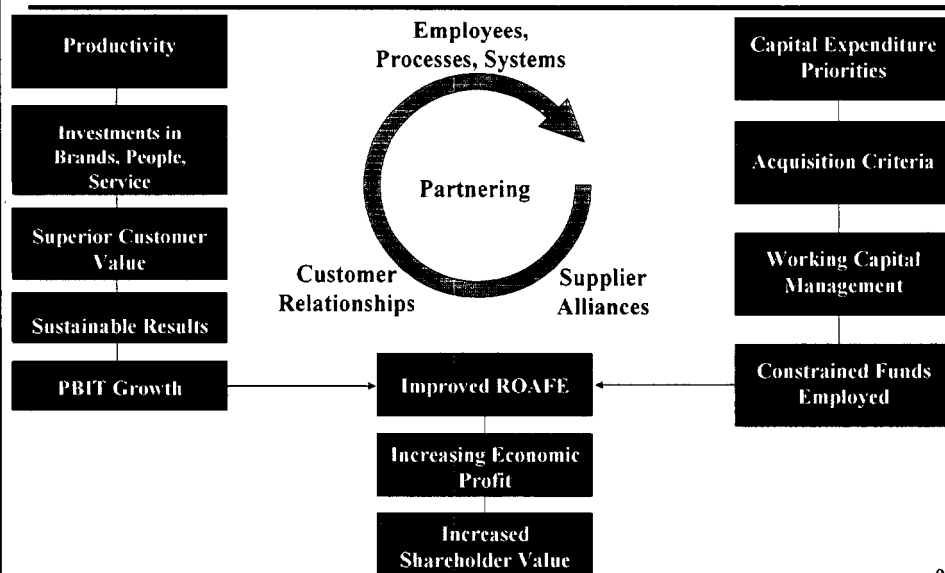 Productivity
Investments in
Brands, People,
Service
Superior Customer
Value
Sustainable Results
PBIT Growth
Employees,
Processes, Systems
Partnering
Customer
Relationships
Supplier
Alliances
Capital Expenditure
Priorities
Acquisition Criteria
Working Capital
Management
Constrained Funds
Employed
Improved ROAFE
Increasing Economic
Profit
Increased
Shareholder Value